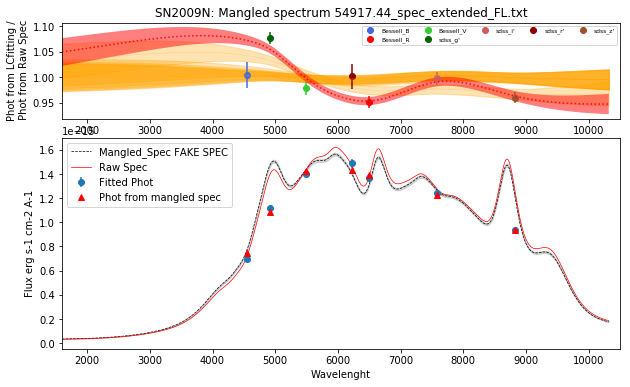 SN2009N: Mangled spectrum 54917.44_spec_extended_FL.txt
Phot from LCfitting /
Phot from Raw Spec
1.10
1.05
1.00
0.95
Bessell_B
Bessell_R
Bessell_V
sdss_g'
sdss_i'
sdss_r'
sdss_z'
2000 3000 4000 5000 6000 7000 8000 9000 10000
Flux erg s-1 cm-2 A-1
1.6
1.4
1.2
1.0
0.8
0.6
0.4
0.2
0.0
Mangled_Spec FAKE SPEC
Raw Spec
Fitted Phot
Phot from mangled spec
2000 3000 4000 5000 6000 7000 8000 9000 10000
Wavelenght